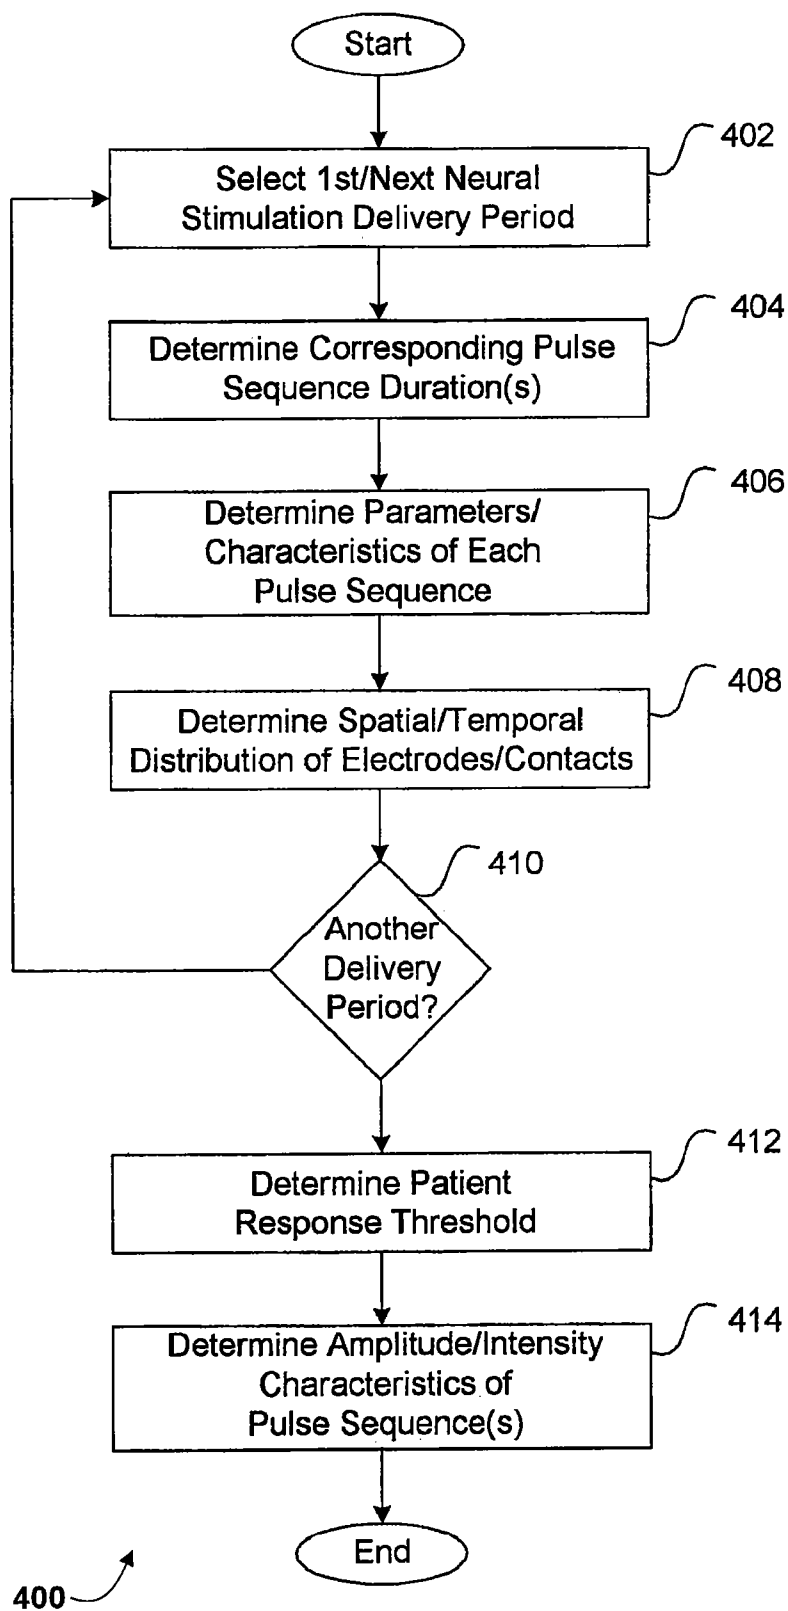 Start
402
Select 1st/Next Neural
Stimulation Delivery Period
404
Determine Corresponding Pulse
Sequence Duration(s)
406
Determine Parameters/
Characteristics of Each
Pulse Sequence
408
Determine Spatial/Temporal
Distribution of Electrodes/Contacts
410
Another
Delivery
Period?
412
Determine Patient
Response Threshold
414
Determine Amplitude/Intensity
Characteristics of
Pulse Sequence(s)
End
400